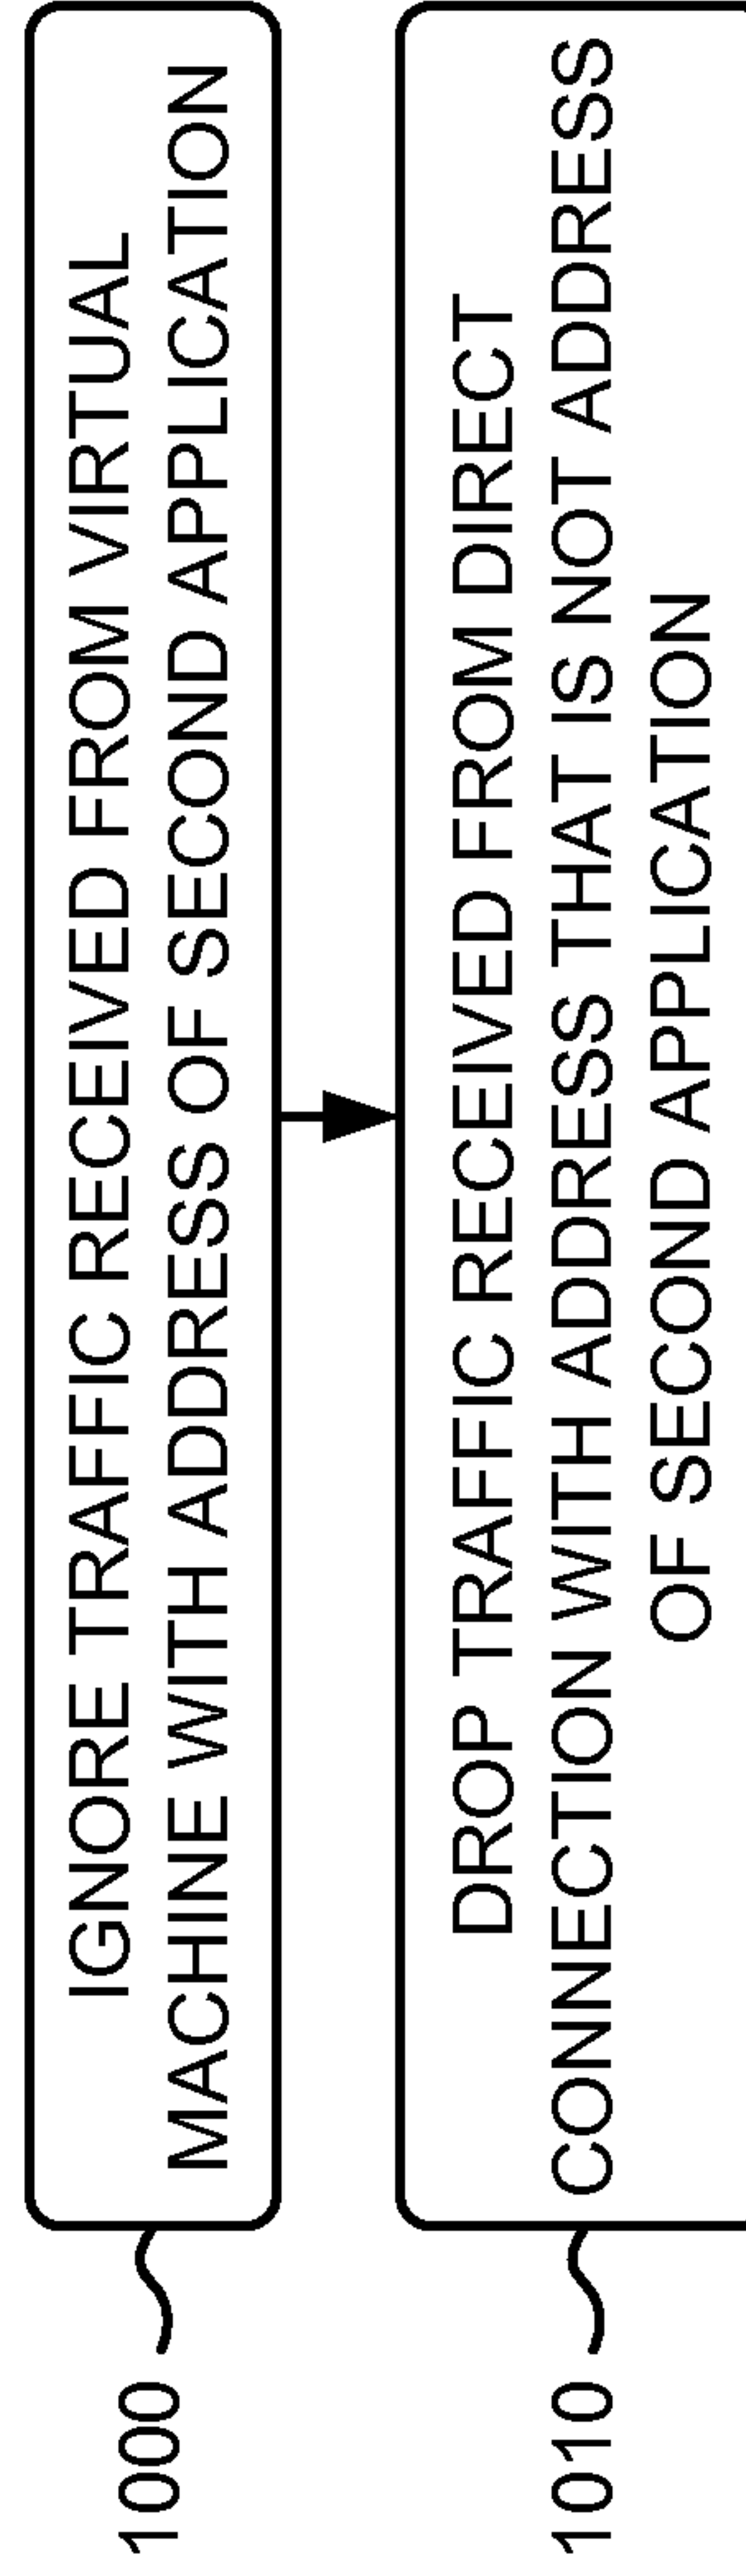 1000
IGNORE TRAFFIC RECEIVED FROM VIRTUAL
MACHINE WITH ADDRESS OF SECOND APPLICATION
1010
DROP TRAFFIC RECEIVED FROM DIRECT
CONNECTION WITH ADDRESS THAT IS NOT ADDRESS
OF SECOND APPLICATION